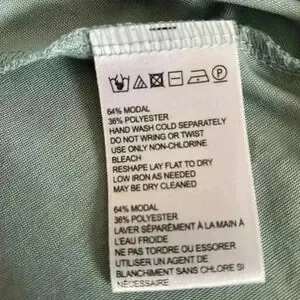 64% MODAL
36% POLYESTER
HAND WASH COLD SEPARATELY
DO NOT WRING OR TWIST
USE ONLY NON-CHLORINE
BLEACH
RESHAPE LAY FLAT TO DRY
LOW IRON AS NEEDED
MAY BE DRY CLEANED
64% MODAL
36% POLYESTER
LAVER SÉPARÉMENT À LA MAIN À
L'EAU FROIDE
NE PAS TORDRE OU ESSORER
UTILISER UN AGENT DE
BLANCHIMENT SANS CHLORE SI
NÉCESSAIRE